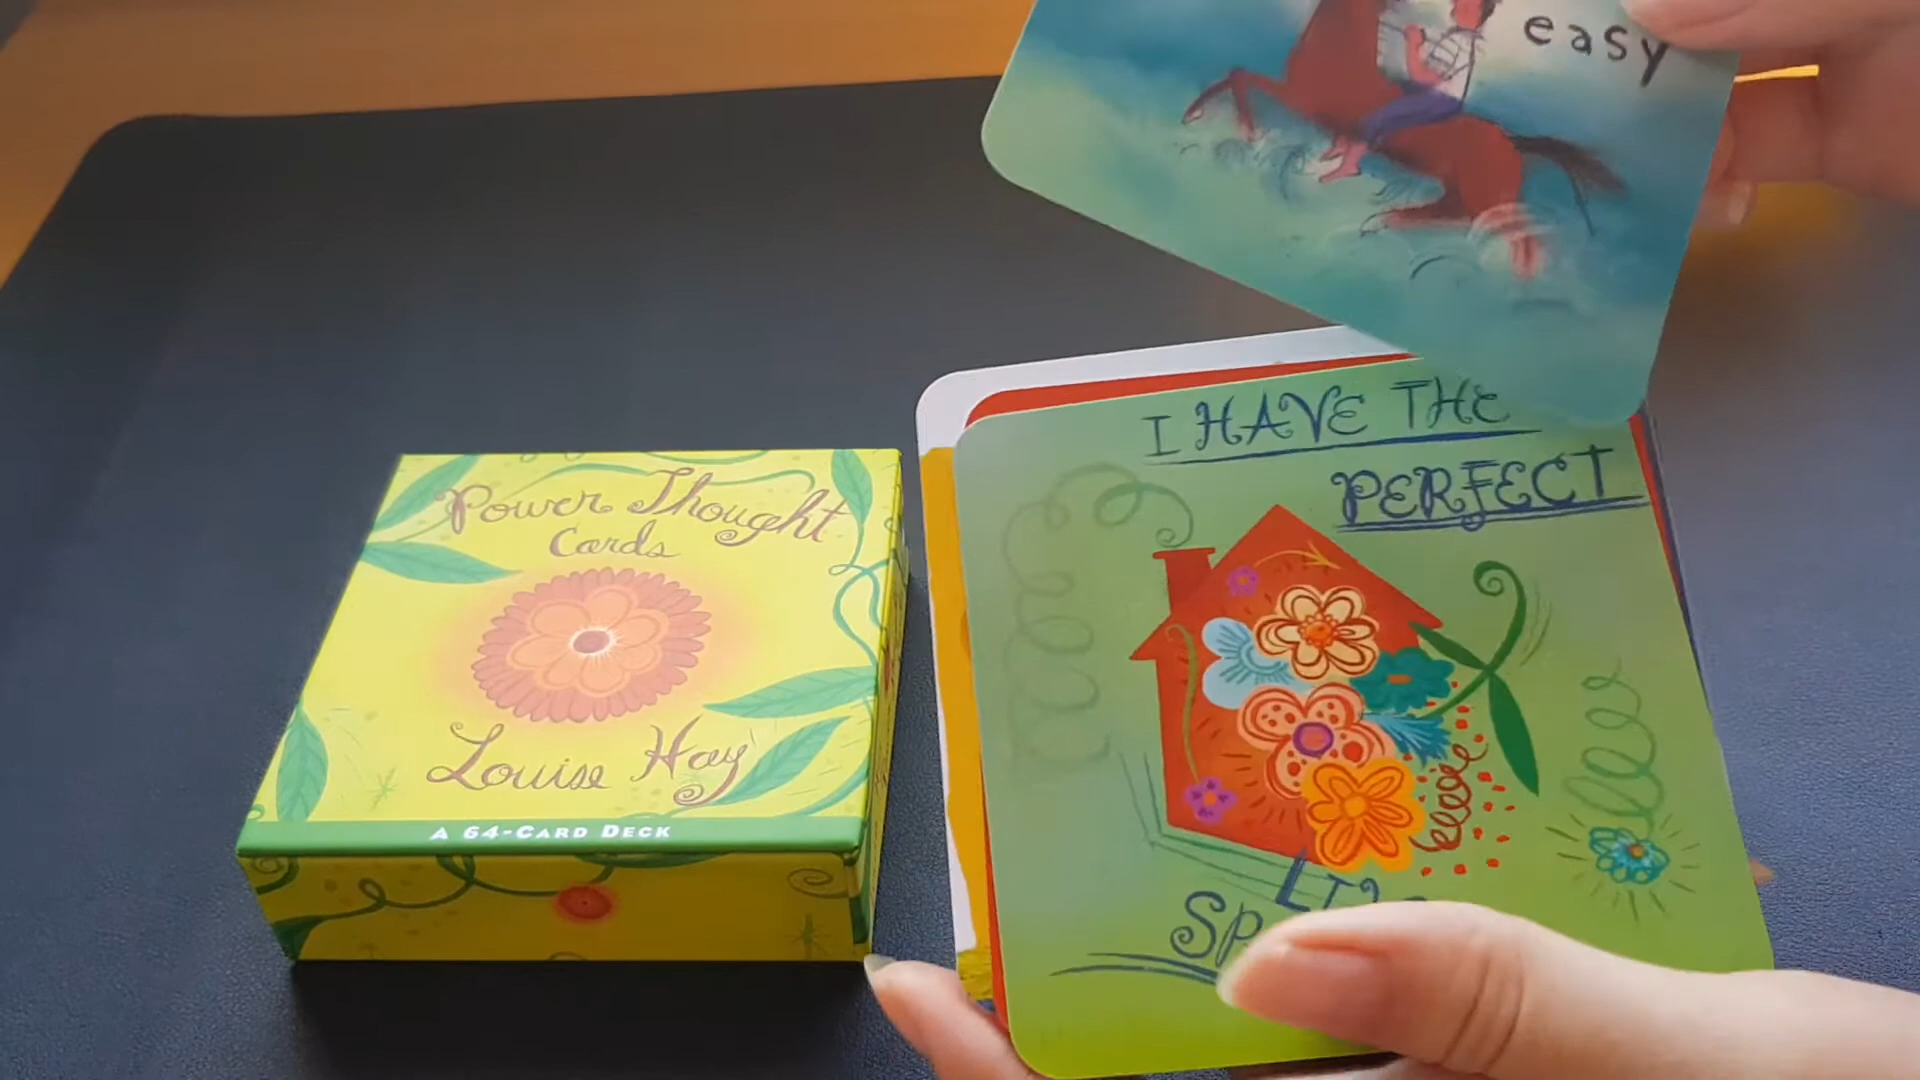 easy
I HAVE THE
PERFECT
Power Thought
Cards
Louise Hay
A 64-CARD DECK